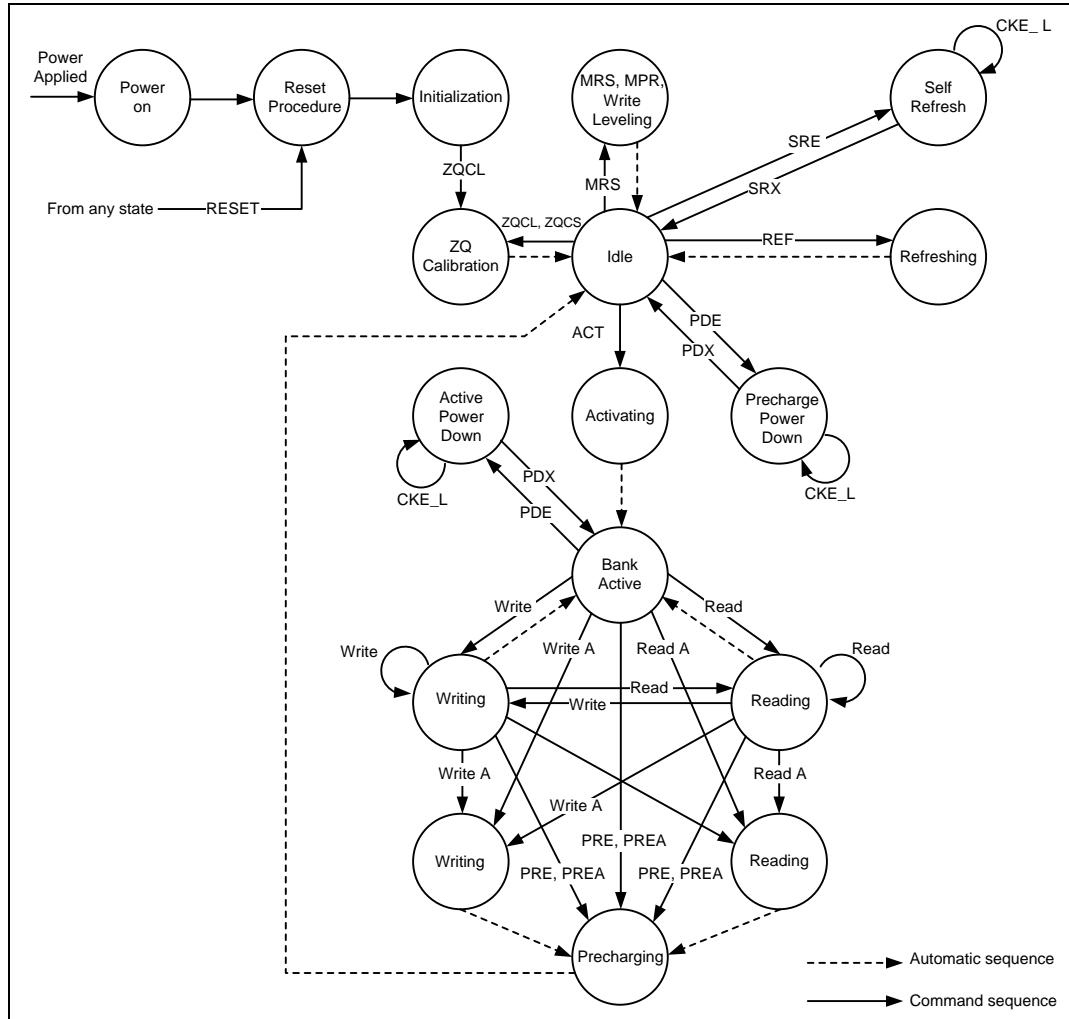 CKE_ L
Power
Applied
Power
on
Reset
Procedure
Initialization
MRS, MPR,
Write
Leveling
Self
Refresh
ZQCL
MRS
SRE
SRX
From any state
RESET
ZQCL, ZQCS
ZQ
Calibration
Idle
REF
Refreshing
ACT
PDE
PDX
Active
Power
Down
Activating
Precharge
Power
Down
CKE_L
PDX
PDE
CKE_L
Bank
Active
Write
Read
Write
Write A
Read A
Read
Writing
Read
Write
Reading
Write A
Write A
Read A
Writing
PRE, PREA
PRE, PREA
PRE, PREA
Reading
Precharging
Automatic sequence
Command sequence